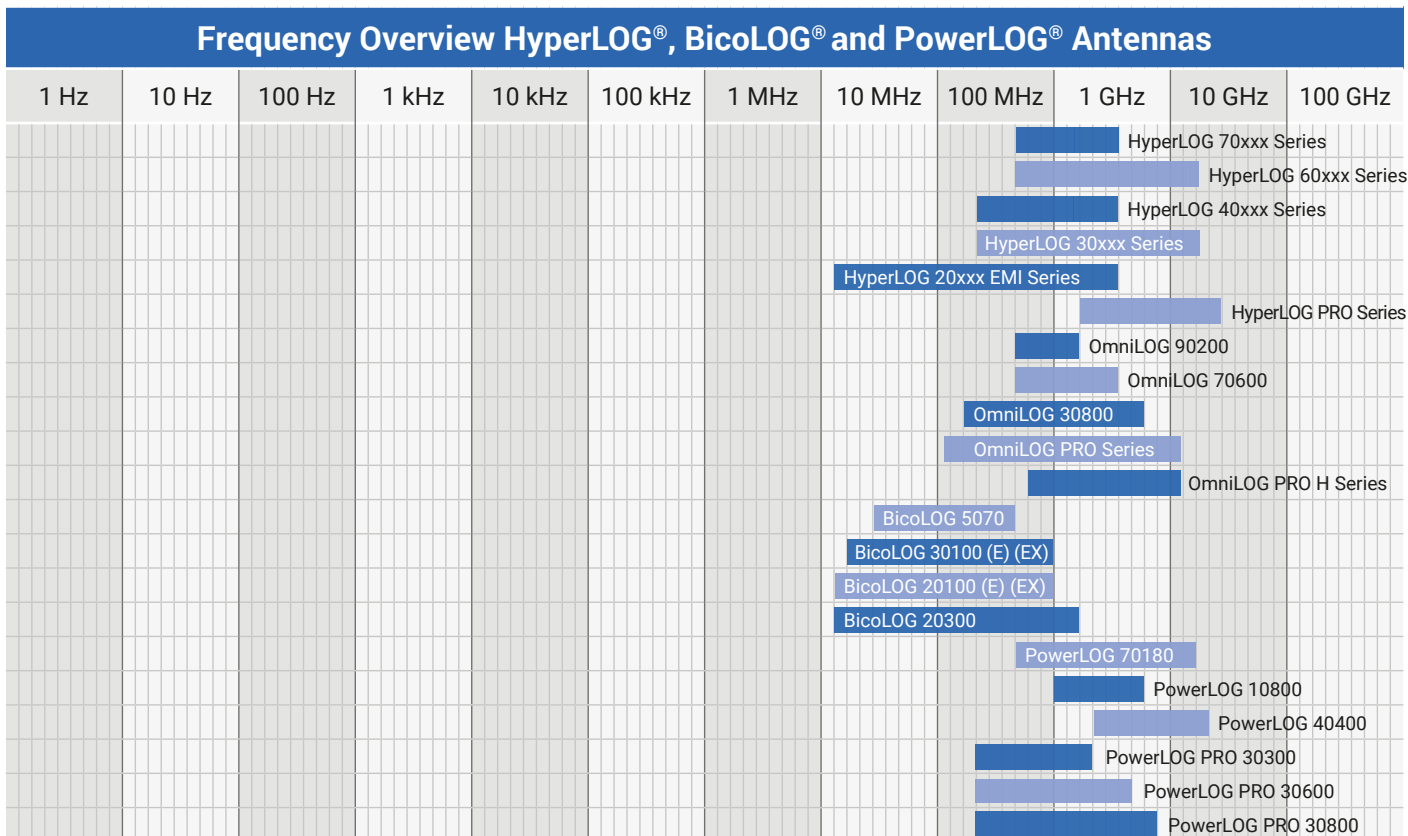 Frequency Overview HyperLOG®, BicoLOG® and PowerLOG® Antennas
1 Hz 10 Hz 100 Hz 1 kHz 10 kHz 100 kHz 1 MHz 10 MHz 100 MHz 1 GHz 10 GHz 100 GHz
HyperLOG 70xxx Series
HyperLOG 60xxx Series
HyperLOG 40xxx Series
HyperLOG 30xxx Series
HyperLOG 20xxx EMI Series
HyperLOG PRO Series
OmniLOG 90200
OmniLOG 70600
OmniLOG 30800
OmniLOG PRO Series
OmniLOG PRO H Series
BicoLOG 5070
BicoLOG 30100 (E) (EX)
BicoLOG 20100 (E) (EX)
BicoLOG 20300
PowerLOG 70180
PowerLOG 10800
PowerLOG 40400
PowerLOG PRO 30300
PowerLOG PRO 30600
PowerLOG PRO 30800